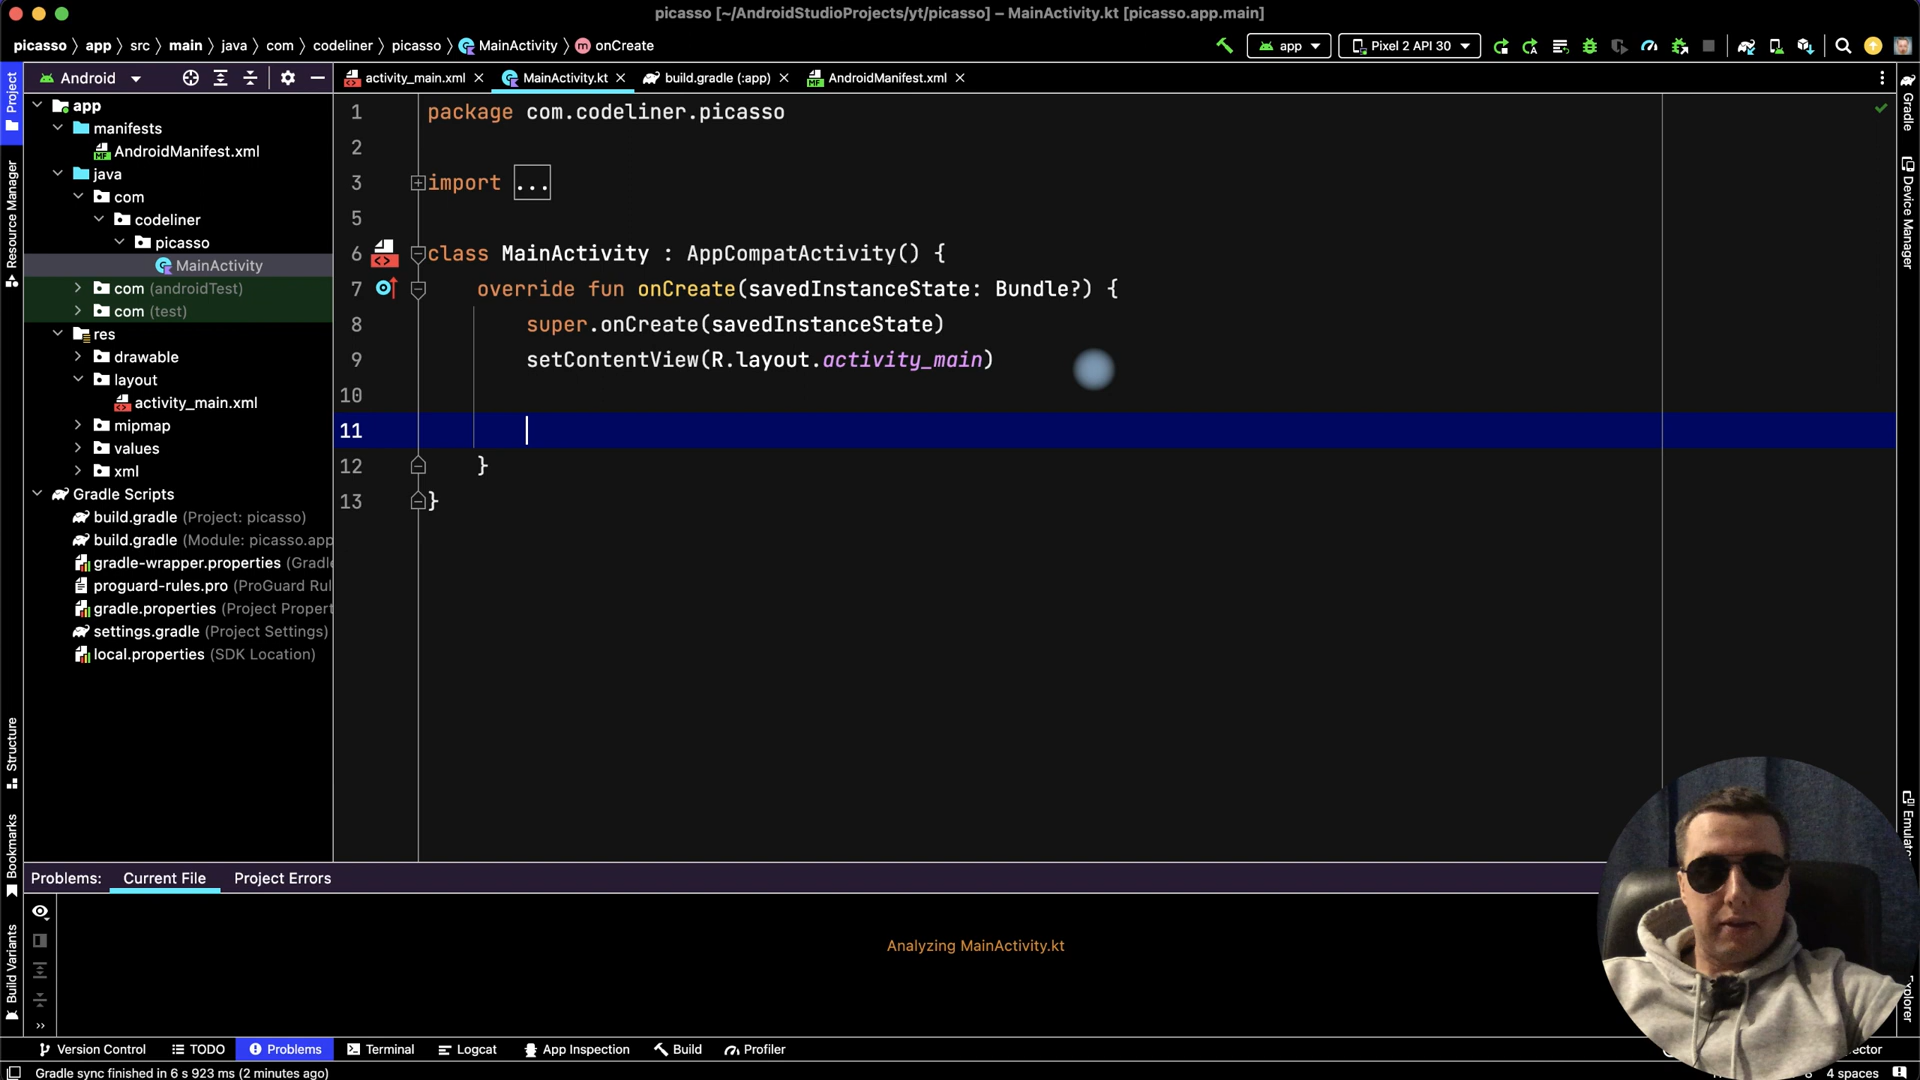 picasso [~/AndroidStudioProjects/yt/picasso] – MainActivity.kt [picasso.app.main]
picasso 〉 app 〉 src 〉 main 〉 java 〉 com 〉 codeliner 〉 picasso 〉 MainActivity 〉 onCreate
app
Pixel 2 API 30
Project
Resource Manager
Structure
Bookmarks
Build Variants
Android
activity_main.xml
MainActivity.kt
build.gradle (:app)
AndroidManifest.xml
app
manifests
AndroidManifest.xml
java
com
codeliner
picasso
MainActivity
com (androidTest)
com (test)
res
drawable
layout
activity_main.xml
mipmap
values
xml
Gradle Scripts
build.gradle (Project: picasso)
build.gradle (Module: picasso.app
gradle-wrapper.properties (Gradle
proguard-rules.pro (ProGuard Rul
gradle.properties (Project Propert
settings.gradle (Project Settings)
local.properties (SDK Location)
1 package com.codeliner.picasso
2
3 import ...
5
6 class MainActivity : AppCompatActivity() {
7 override fun onCreate(savedInstanceState: Bundle?) {
8 super.onCreate(savedInstanceState)
9 setContentView(R.layout.activity_main)
10
11
12 }
13 }
Gradle
Device Manager
Problems: Current File Project Errors
Analyzing MainActivity.kt
Version Control TODO Problems Terminal Logcat App Inspection Build Profiler
Gradle sync finished in 6 s 923 ms (2 minutes ago)
4 spaces